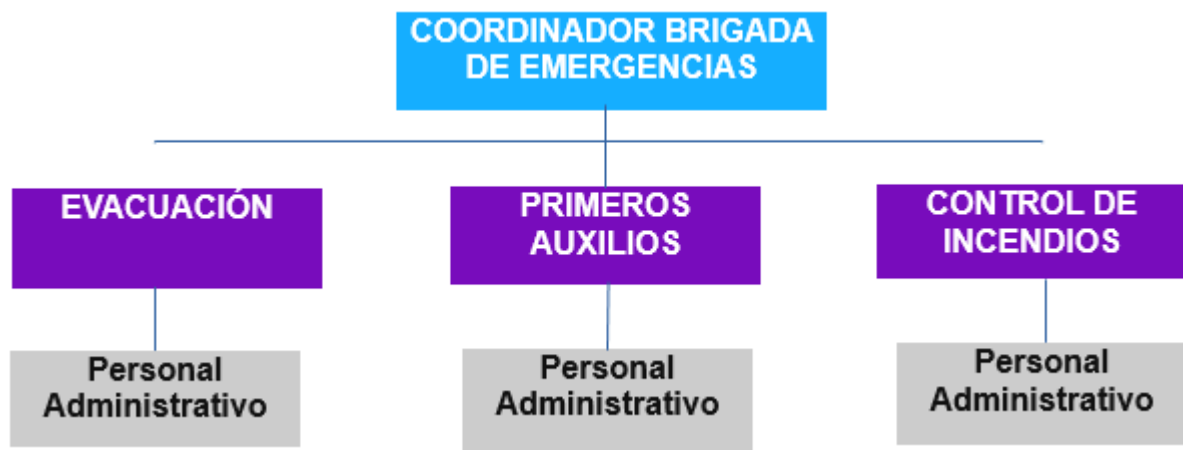 COORDINADOR BRIGADA
DE EMERGENCIAS
EVACUACIÓN
PRIMEROS
AUXILIOS
CONTROL DE
INCENDIOS
Personal
Administrativo
Personal
Administrativo
Personal
Administrativo